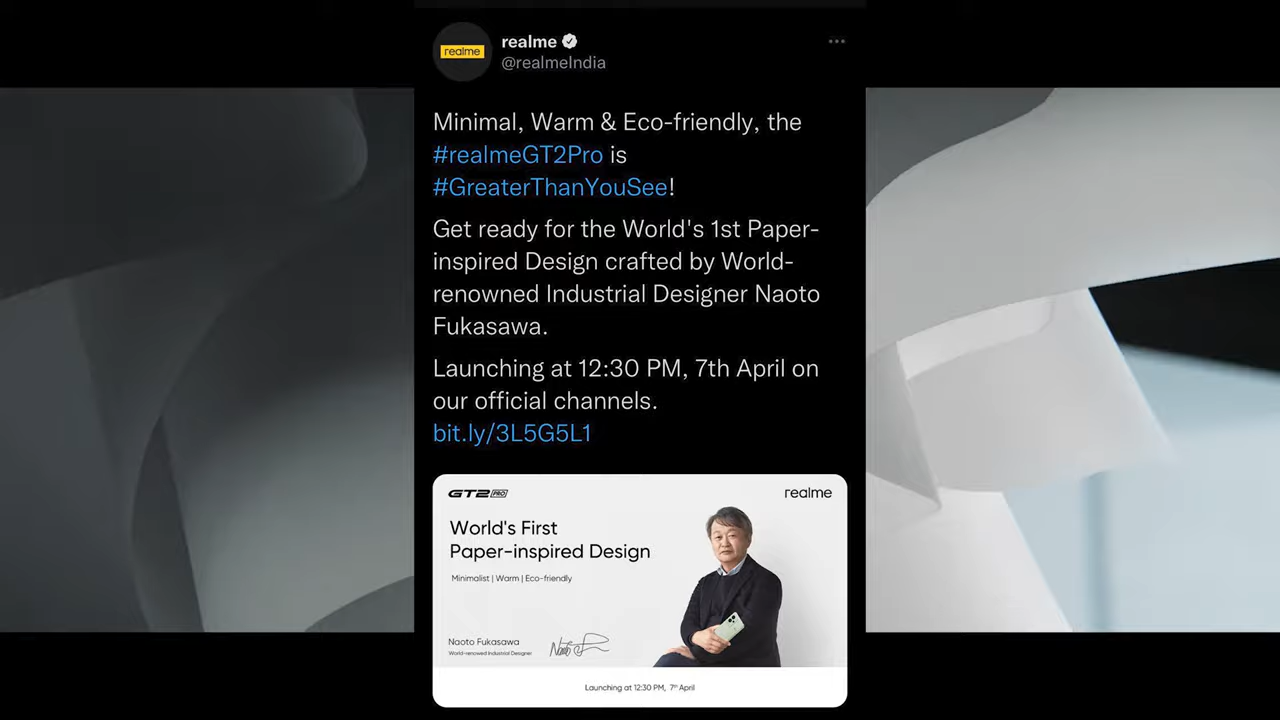 realme
realme
@realmeIndia
Minimal, Warm & Eco-friendly, the
#realmeGT2Pro is
#GreaterThanYouSee!
Get ready for the World's 1st Paper-
inspired Design crafted by World-
renowned Industrial Designer Naoto
Fukasawa.
Launching at 12:30 PM, 7th April on
our official channels.
bit.ly/3L5G5L1
GT2 PRO
realme
World's First
Paper-inspired Design
Minimalist | Warm | Eco-friendly
Naoto Fukasawa
World-renowned Industrial Designer
Launching at 12:30 PM, 7th April